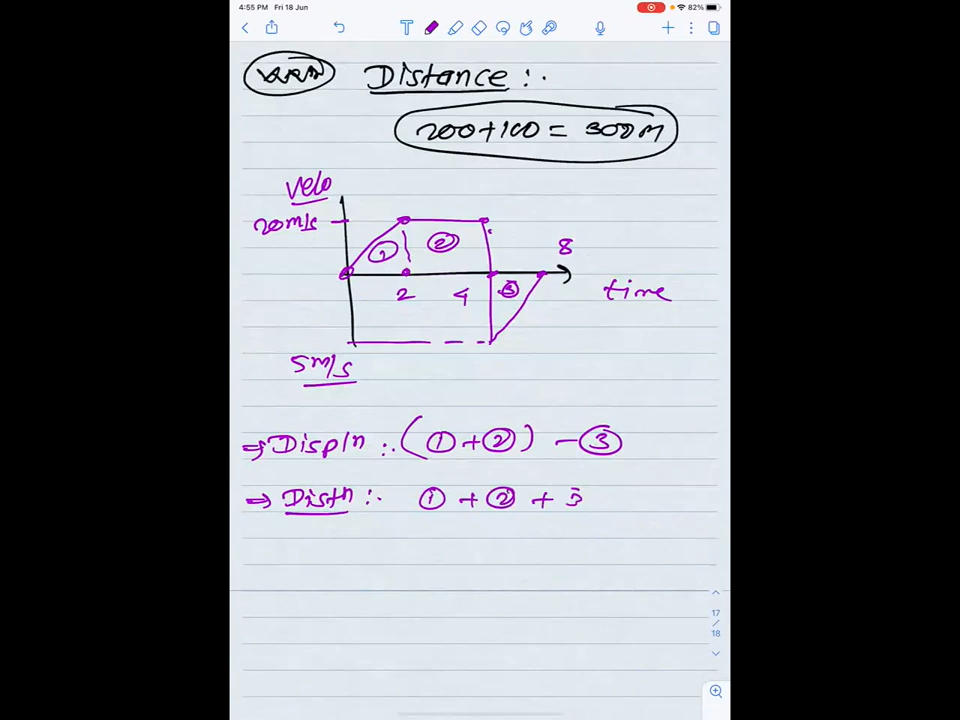 4:55 PM Fri 18 Jun 82%
Distance :.
200+100 = 300m
Velo
20m/s
① ②
8
2 4 ③ time
5m/s
⇒ Displn :. (① + ②) - ③
⇒ Distn :. ① + ② + 3
17
/
18